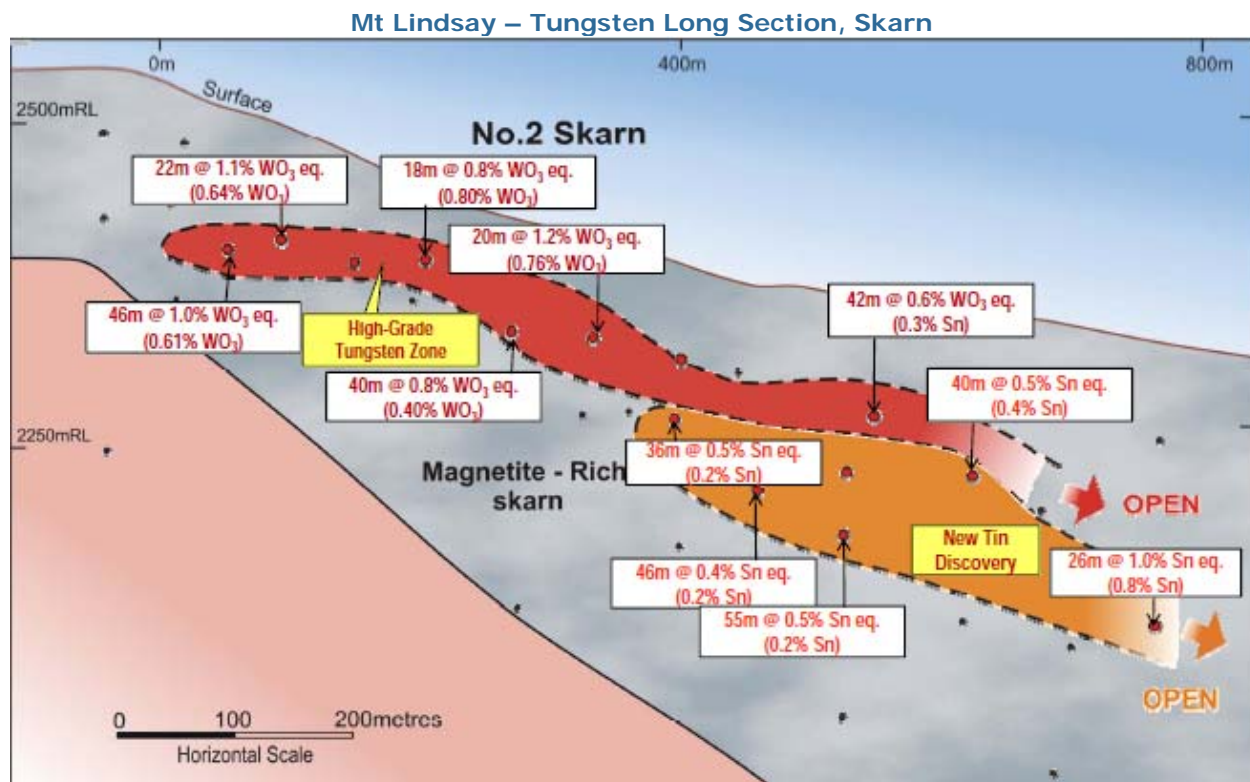 Mt Lindsay – Tungsten Long Section, Skarn
0m
400m
800m
Surface
2500mRL
No.2 Skarn
22m @ 1.1% WO₃ eq.
(0.64% WO₃)
18m @ 0.8% WO₃ eq.
(0.80% WO₃)
20m @ 1.2% WO₃ eq.
(0.76% WO₃)
46m @ 1.0% WO₃ eq.
(0.61% WO₃)
High-Grade
Tungsten Zone
42m @ 0.6% WO₃ eq.
(0.3% Sn)
40m @ 0.8% WO₃ eq.
(0.40% WO₃)
40m @ 0.5% Sn eq.
(0.4% Sn)
2250mRL
36m @ 0.5% Sn eq.
(0.2% Sn)
Magnetite - Rich
skarn
OPEN
New Tin
Discovery
46m @ 0.4% Sn eq.
(0.2% Sn)
26m @ 1.0% Sn eq.
(0.8% Sn)
55m @ 0.5% Sn eq.
(0.2% Sn)
OPEN
0 100 200metres
Horizontal Scale